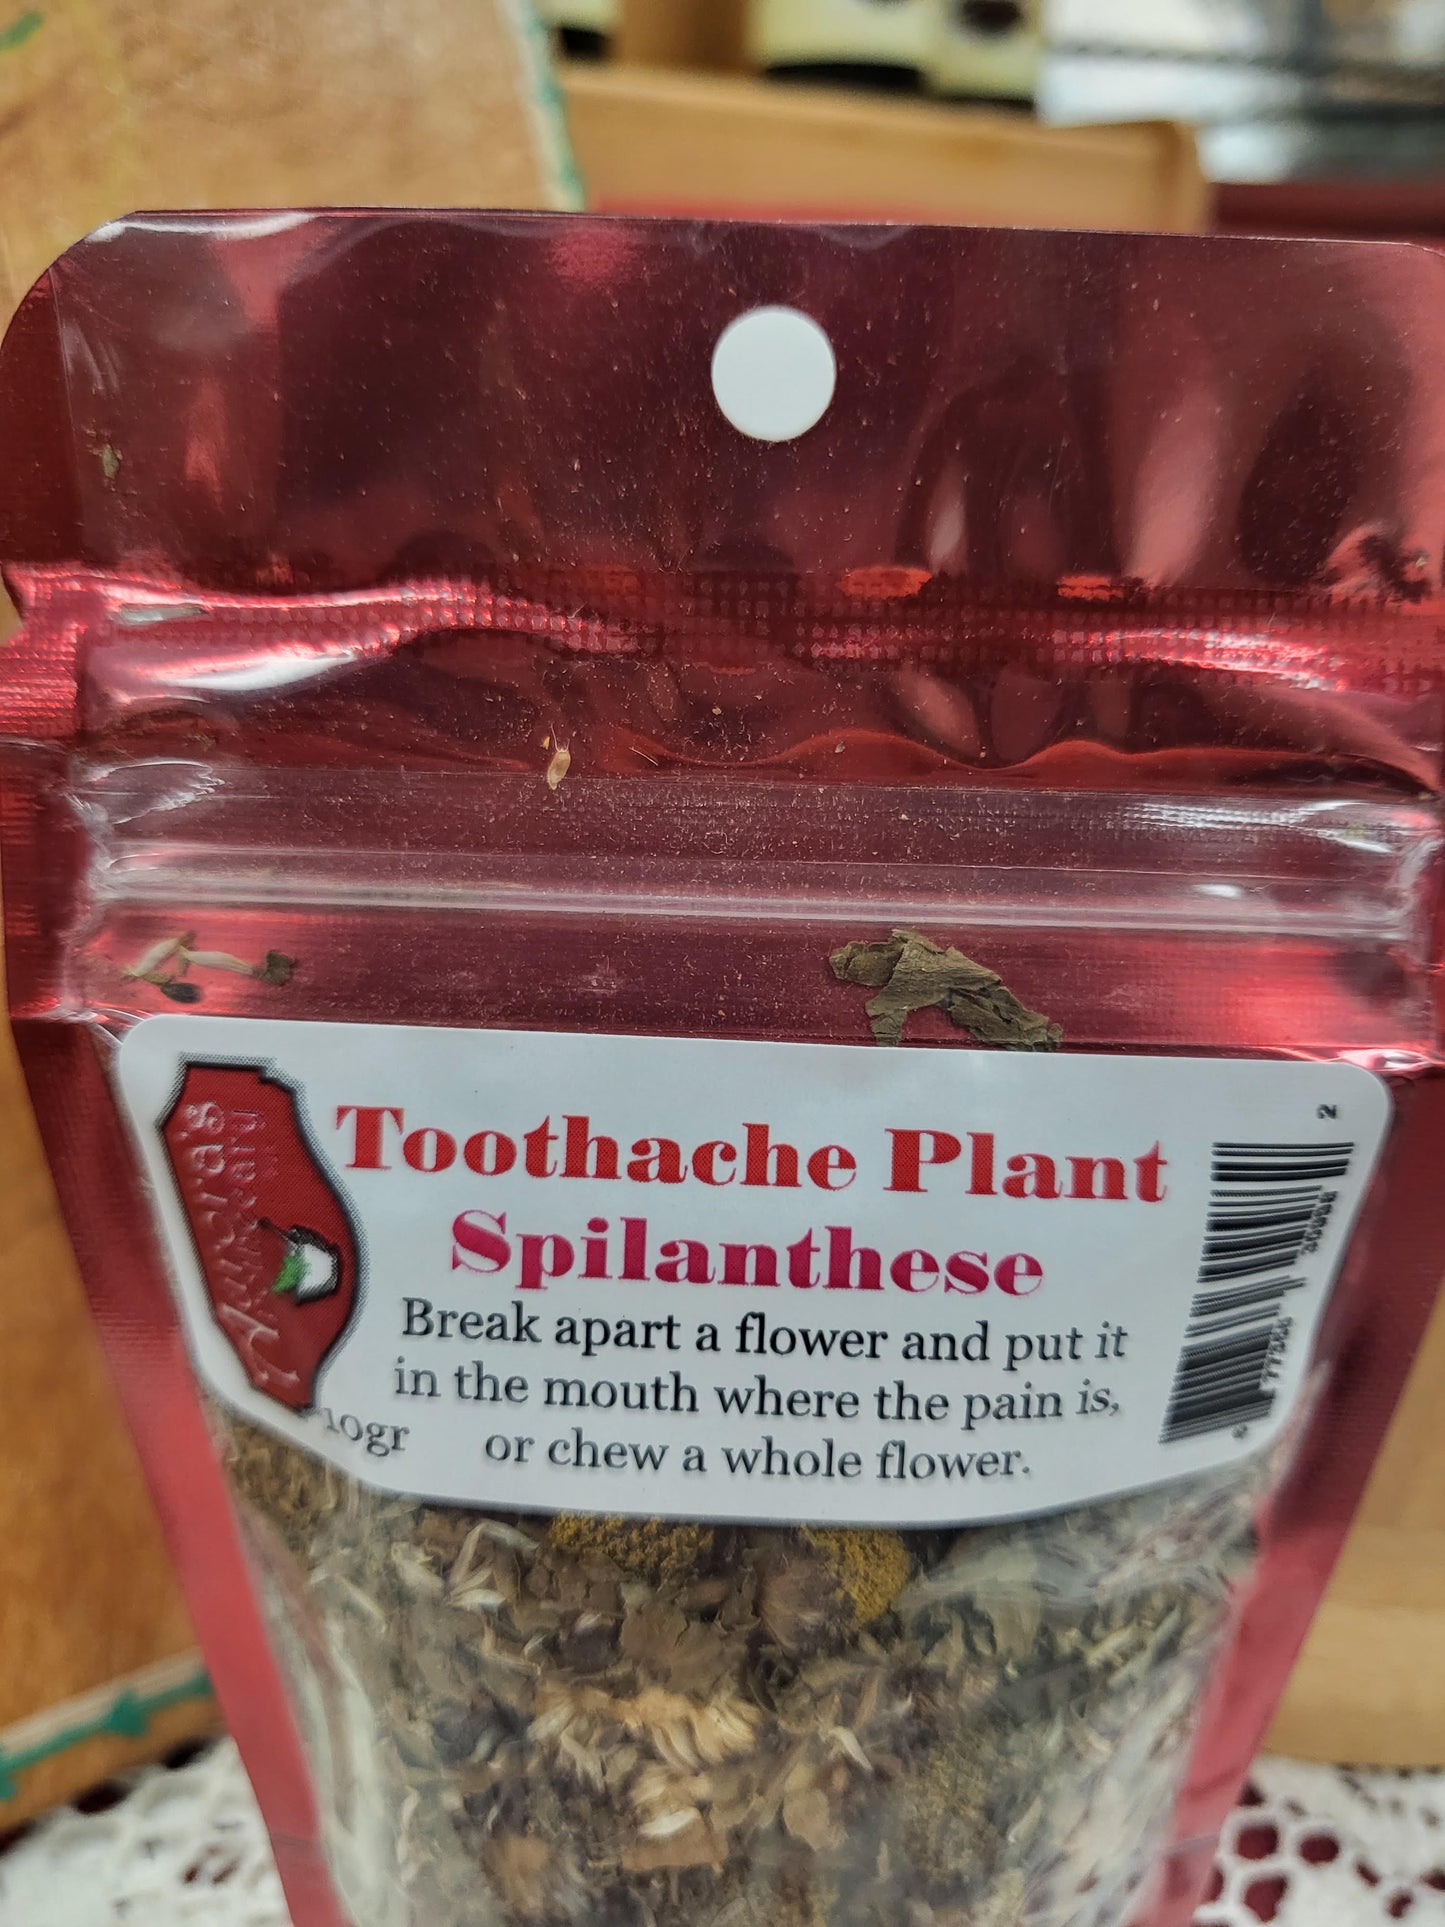 Toothache Plant
Spilanthese
Break apart a flower and put it
in the mouth where the pain is,
or chew a whole flower.
10gr
2